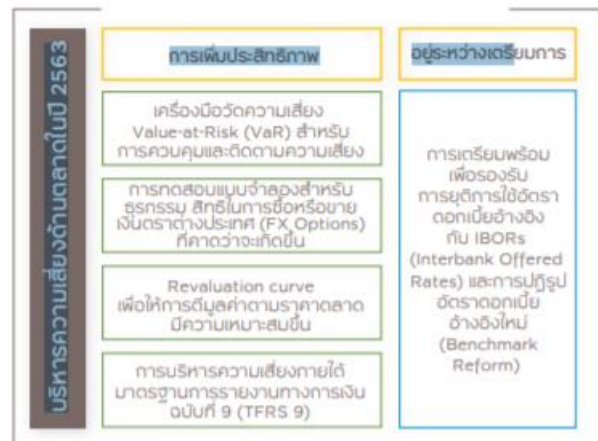 บริหารความเสี่ยงด้านตลาดในปี 2563
การเพิ่มประสิทธิภาพ
เครื่องมือวัดความเสี่ยง
Value-at-Risk (VaR) สำหรับ
การควบคุมและติดตามความเสี่ยง
การทดสอบแบบจำลองสำหรับ
ธุรกรรม สิทธิในการซื้อหรือขาย
เงินตราต่างประเทศ (FX Options)
ที่คาดว่าจะเกิดขึ้น
Revaluation curve
เพื่อให้การตีมูลค่าตามราคาตลาด
มีความเหมาะสมขึ้น
การบริหารความเสี่ยงภายใต้
มาตรฐานการรายงานทางการเงิน
ฉบับที่ 9 (TFRS 9)
อยู่ระหว่างเตรียมการ
การเตรียมพร้อม
เพื่อรองรับ
การยุติการใช้อัตรา
ดอกเบี้ยอ้างอิง
กับ IBORs
(Interbank Offered
Rates) และการปฏิรูป
อัตราดอกเบี้ย
อ้างอิงใหม่
(Benchmark
Reform)